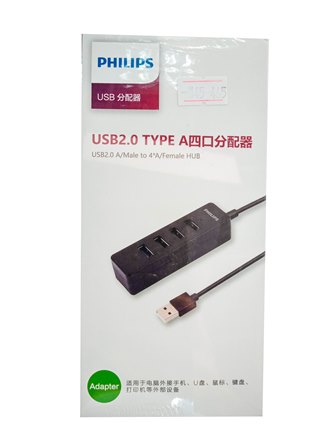 PHILIPS
USB 分配器
USB2.0 TYPE A四口分配器
USB2.0 A/Male to 4*A/Female HUB
PHILIPS
Adapter
适用于电脑外接手机、U盘、鼠标、键盘、
打印机等外部设备